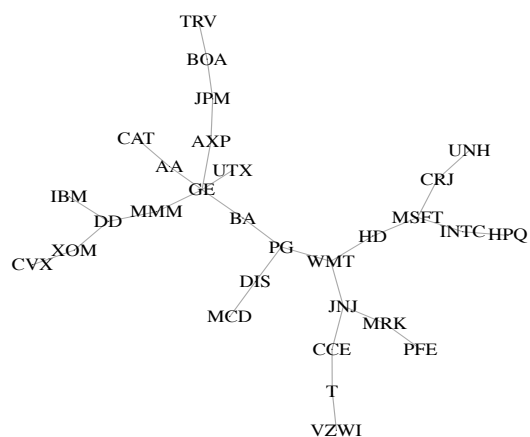 TRV
BOA
JPM
AXP
CAT
AA
UTX
GE
UNH
CRJ
IBM
MMM
DD
BA
MSFT
INTC
HPQ
HD
XOM
CVX
PG
WMT
DIS
MCD
JNJ
MRK
CCE
PFE
T
VZWI